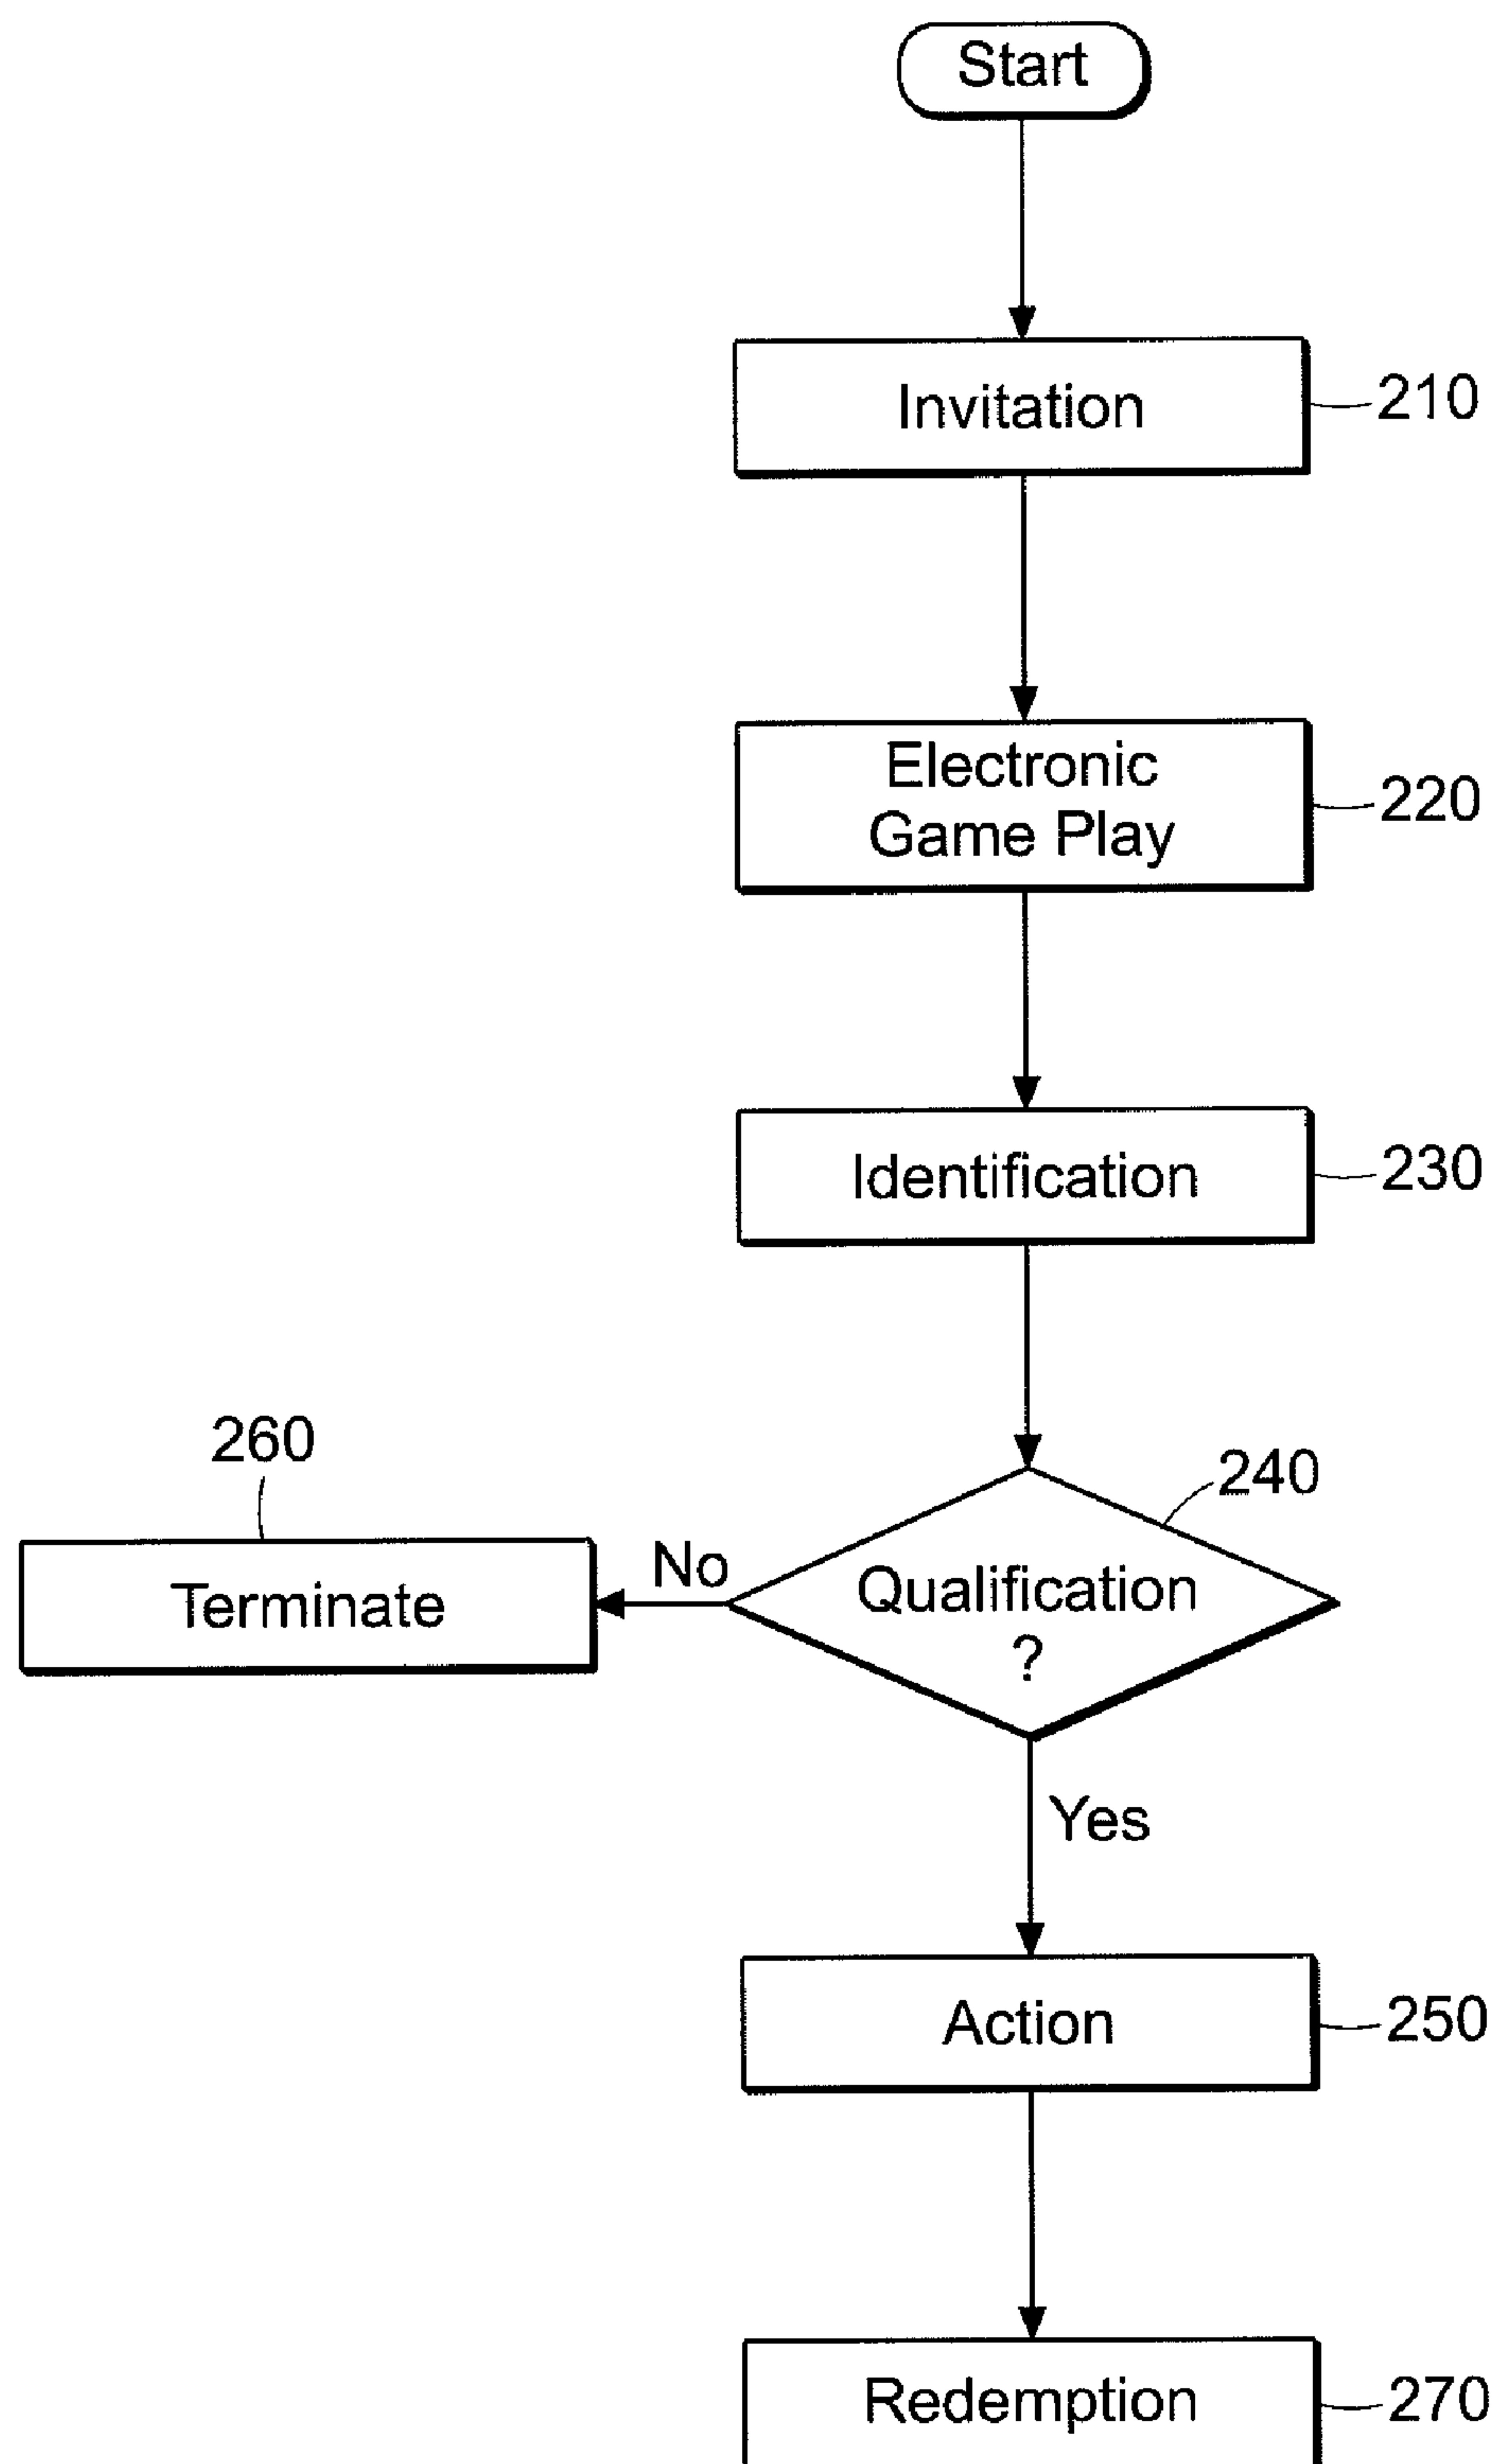 Start
Invitation
210
Electronic
Game Play
220
Identification
230
260
240
Terminate
No
Qualification
?
Yes
Action
250
Redemption
270